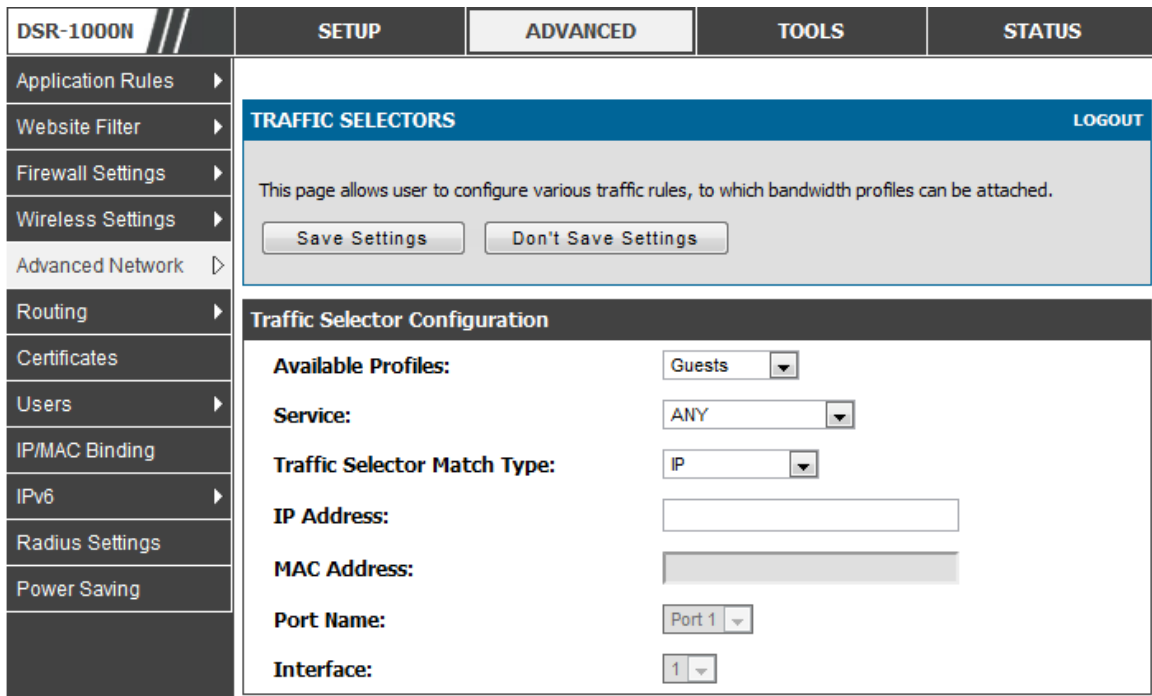 DSR-1000N
SETUP
ADVANCED
TOOLS
STATUS
Application Rules
Website Filter
Firewall Settings
Wireless Settings
Advanced Network
Routing
Certificates
Users
IP/MAC Binding
IPv6
Radius Settings
Power Saving
TRAFFIC SELECTORS
LOGOUT
This page allows user to configure various traffic rules, to which bandwidth profiles can be attached.
Save Settings
Don't Save Settings
Traffic Selector Configuration
Available Profiles: Guests
Service: ANY
Traffic Selector Match Type: IP
IP Address:
MAC Address:
Port Name: Port 1
Interface: 1